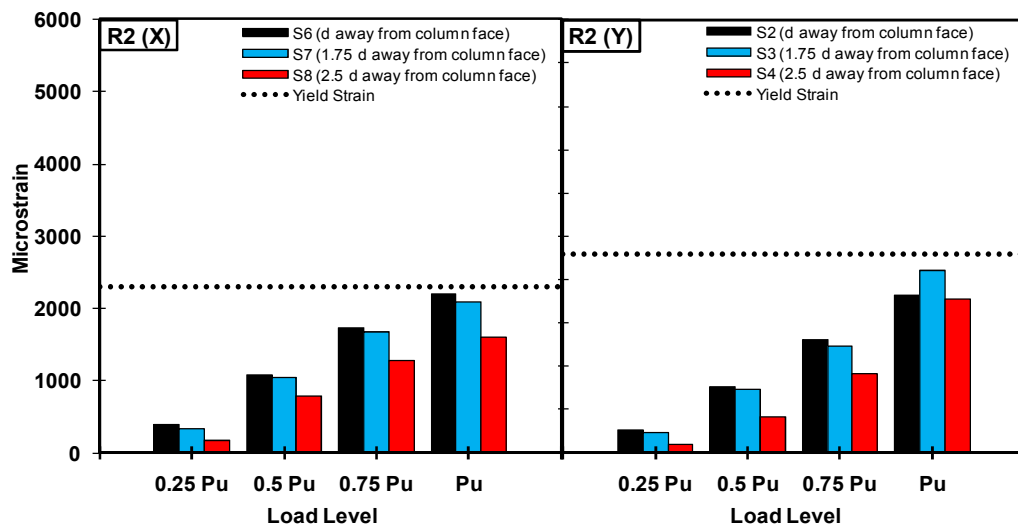 R2 (X)
S6 (d away from column face)
S7 (1.75 d away from column face)
S8 (2.5 d away from column face)
Yield Strain
R2 (Y)
S2 (d away from column face)
S3 (1.75 d away from column face)
S4 (2.5 d away from column face)
Yield Strain
Microstrain
6000
5000
4000
3000
2000
1000
0
0.25 Pu 0.5 Pu 0.75 Pu Pu
Load Level
0.25 Pu 0.5 Pu 0.75 Pu Pu
Load Level